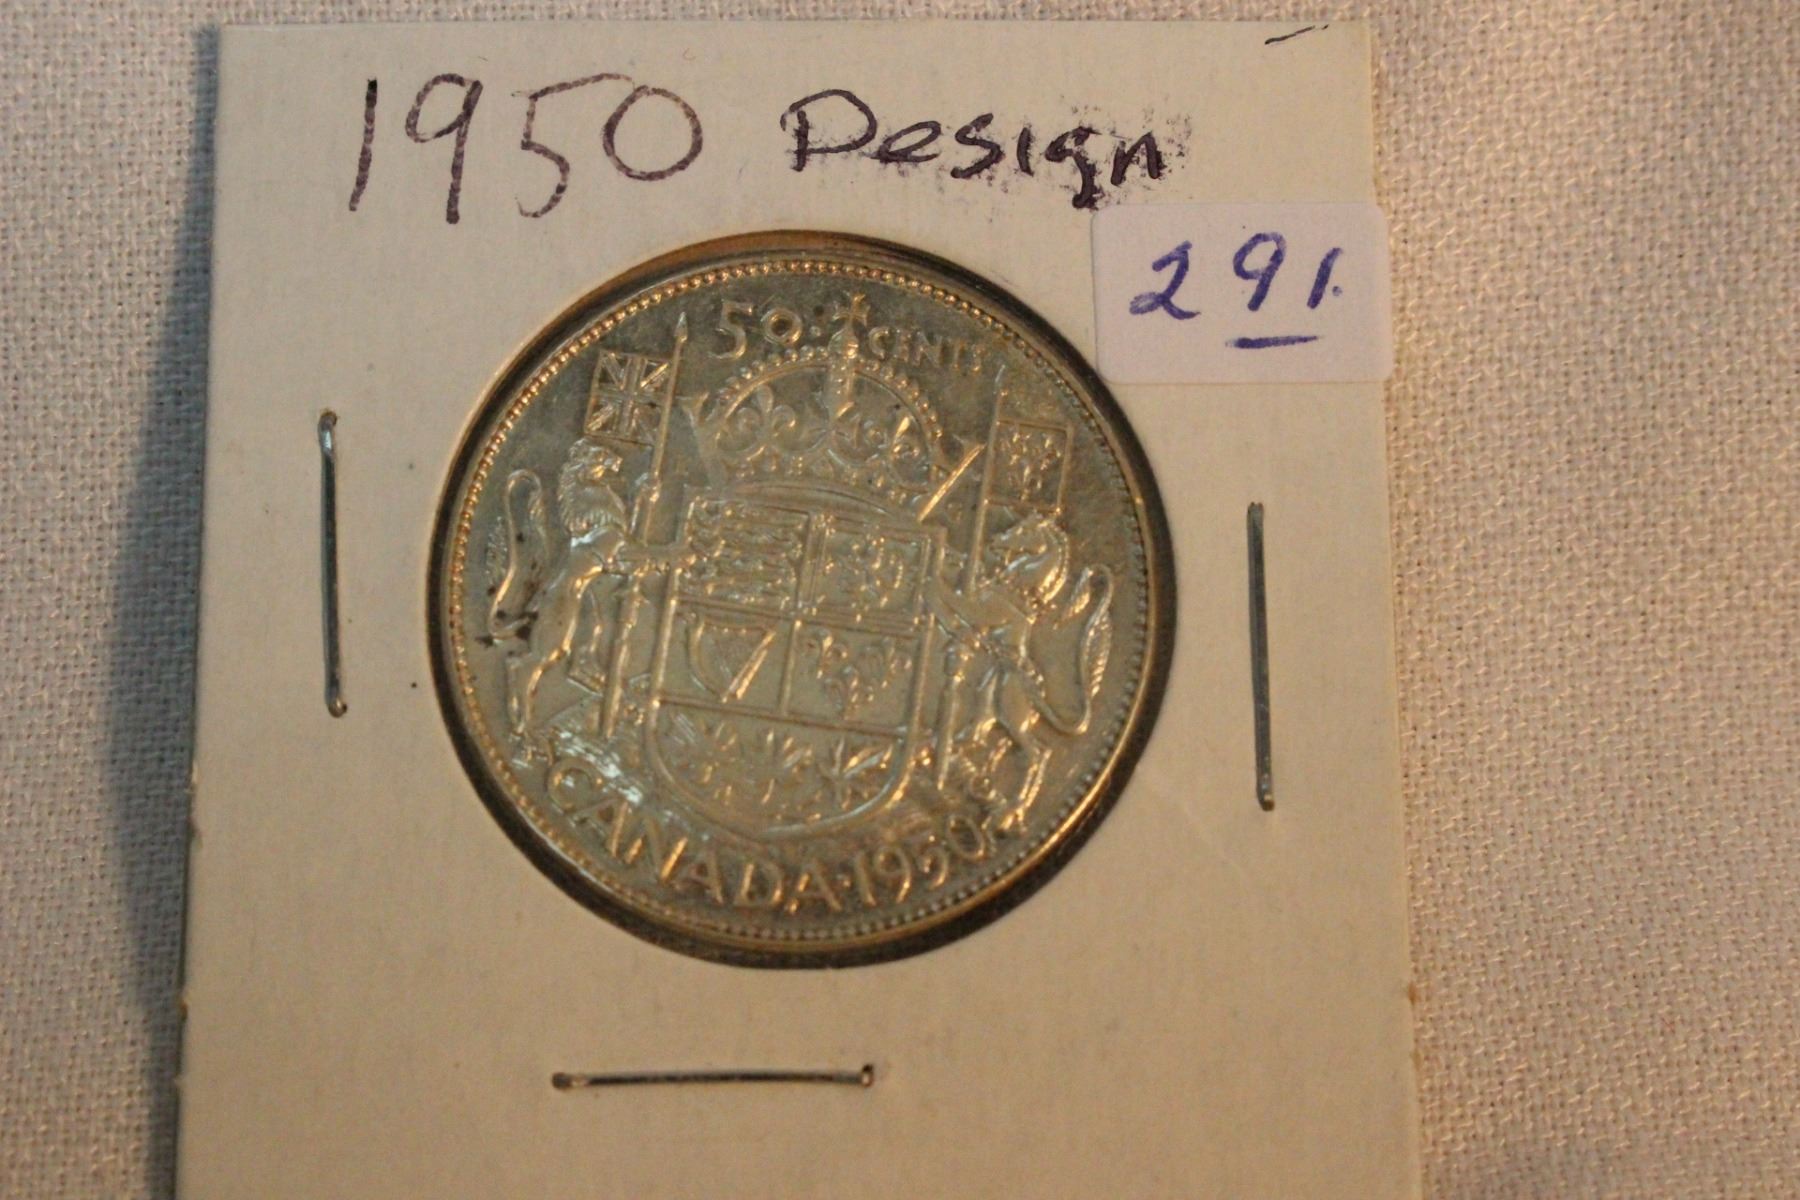 1950 Design
291.
50 · CENTS
CANADA · 1950